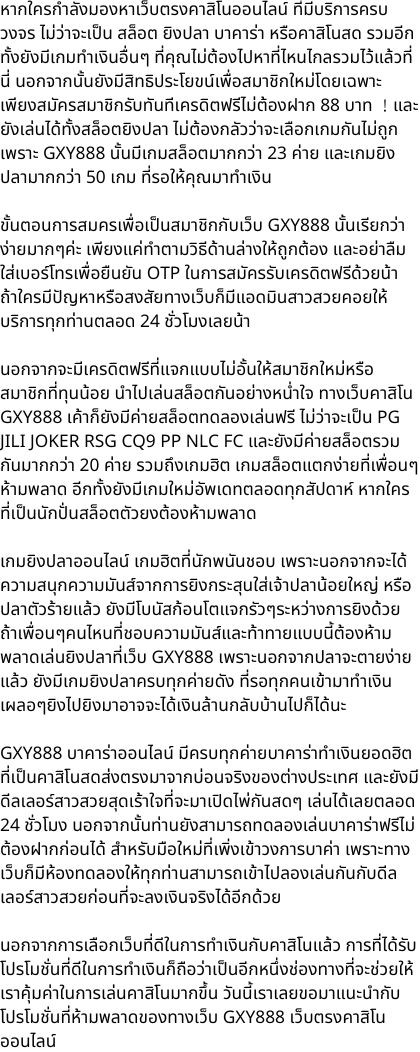 หากใครกำลังมองหาเว็บตรงคาสิโนออนไลน์ ที่มีบริการครบ
วงจร ไม่ว่าจะเป็น สล็อต ยิงปลา บาคาร่า หรือคาสิโนสด รวมอีก
ทั้งยังมีเกมทำเงินอื่นๆ ที่คุณไม่ต้องไปหาที่ไหนไกลรวมไว้แล้วที่
นี่ นอกจากนั้นยังมีสิทธิประโยชน์เพื่อสมาชิกใหม่โดยเฉพาะ
เพียงสมัครสมาชิกรับทันทีเครดิตฟรีไม่ต้องฝาก 88 บาท ！และ
ยังเล่นได้ทั้งสล็อตยิงปลา ไม่ต้องกลัวว่าจะเลือกเกมกันไม่ถูก
เพราะ GXY888 นั้นมีเกมสล็อตมากกว่า 23 ค่าย และเกมยิง
ปลามากกว่า 50 เกม ที่รอให้คุณมาทำเงิน
ขั้นตอนการสมครเพื่อเป็นสมาชิกกับเว็บ GXY888 นั้นเรียกว่า
ง่ายมากๆค่ะ เพียงแค่ทำตามวิธีด้านล่างให้ถูกต้อง และอย่าลืม
ใส่เบอร์โทรเพื่อยืนยัน OTP ในการสมัครรับเครดิตฟรีด้วยน้า
ถ้าใครมีปัญหาหรือสงสัยทางเว็บก็มีแอดมินสาวสวยคอยให้
บริการทุกท่านตลอด 24 ชั่วโมงเลยน้า
นอกจากจะมีเครดิตฟรีที่แจกแบบไม่อั้นให้สมาชิกใหม่หรือ
สมาชิกที่ทุนน้อย นำไปเล่นสล็อตกันอย่างหน่ำใจ ทางเว็บคาสิโน
GXY888 เค้าก็ยังมีค่ายสล็อตทดลองเล่นฟรี ไม่ว่าจะเป็น PG
JILI JOKER RSG CQ9 PP NLC FC และยังมีค่ายสล็อตรวม
กันมากกว่า 20 ค่าย รวมถึงเกมฮิต เกมสล็อตแตกง่ายที่เพื่อนๆ
ห้ามพลาด อีกทั้งยังมีเกมใหม่อัพเดทตลอดทุกสัปดาห์ หากใคร
ที่เป็นนักปั่นสล็อตตัวยงต้องห้ามพลาด
เกมยิงปลาออนไลน์ เกมฮิตที่นักพนันชอบ เพราะนอกจากจะได้
ความสนุกความมันส์จากการยิงกระสุนใส่เจ้าปลาน้อยใหญ่ หรือ
ปลาตัวร้ายแล้ว ยังมีโบนัสก้อนโตแจกรัวๆระหว่างการยิงด้วย
ถ้าเพื่อนๆคนไหนที่ชอบความมันส์และท้าทายแบบนี้ต้องห้าม
พลาดเล่นยิงปลาที่เว็บ GXY888 เพราะนอกจากปลาจะตายง่าย
แล้ว ยังมีเกมยิงปลาครบทุกค่ายดัง ที่รอทุกคนเข้ามาทำเงิน
เผลอๆยิงไปยิงมาอาจจะได้เงินล้านกลับบ้านไปก็ได้นะ
GXY888 บาคาร่าออนไลน์ มีครบทุกค่ายบาคาร่าทำเงินยอดฮิต
ที่เป็นคาสิโนสดส่งตรงมาจากบ่อนจริงของต่างประเทศ และยังมี
ดีลเลอร์สาวสวยสุดเร้าใจที่จะมาเปิดไพ่กันสดๆ เล่นได้เลยตลอด
24 ชั่วโมง นอกจากนั้นท่านยังสามารถทดลองเล่นบาคาร่าฟรีไม่
ต้องฝากก่อนได้ สำหรับมือใหม่ที่เพิ่งเข้าวงการบาค่า เพราะทาง
เว็บก็มีห้องทดลองให้ทุกท่านสามารถเข้าไปลองเล่นกันกับดีล
เลอร์สาวสวยก่อนที่จะลงเงินจริงได้อีกด้วย
นอกจากการเลือกเว็บที่ดีในการทำเงินกับคาสิโนแล้ว การที่ได้รับ
โปรโมชั่นที่ดีในการทำเงินก็ถือว่าเป็นอีกหนึ่งช่องทางที่จะช่วยให้
เราคุ้มค่าในการเล่นคาสิโนมากขึ้น วันนี้เราเลยขอมาแนะนำกับ
โปรโมชั่นที่ห้ามพลาดของทางเว็บ GXY888 เว็บตรงคาสิโน
ออนไลน์